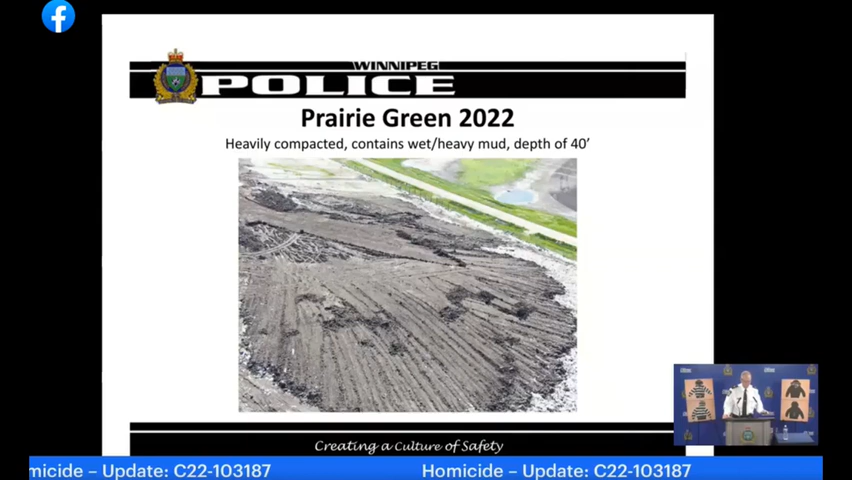 WINNIPEG
POLICE
Prairie Green 2022
Heavily compacted, contains wet/heavy mud, depth of 40’
Creating a Culture of Safety
micide – Update: C22-103187
Homicide – Update: C22-103187